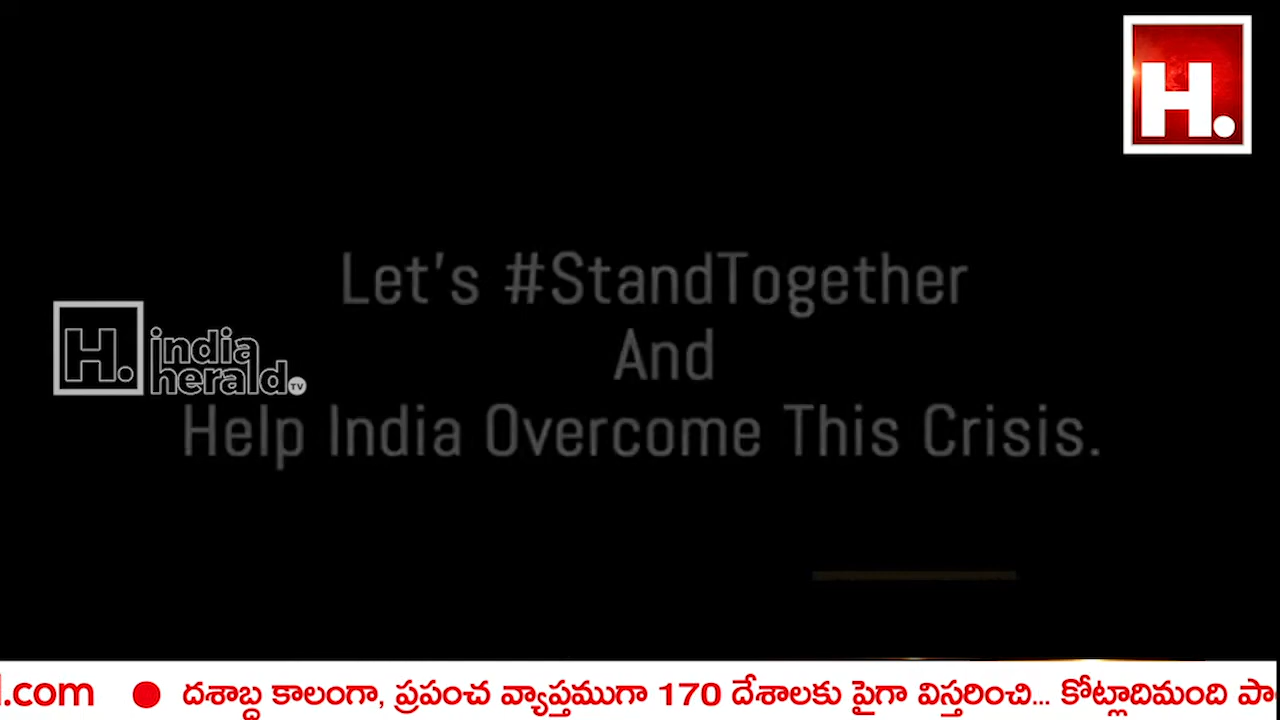 H.
Let's #StandTogether
And
H. india
herald TV
Help India Overcome This Crisis.
.com ● దశాబ్ద కాలంగా, ప్రపంచ వ్యాప్తముగా 170 దేశాలకు పైగా విస్తరించి... కోట్లాదిమంది పా